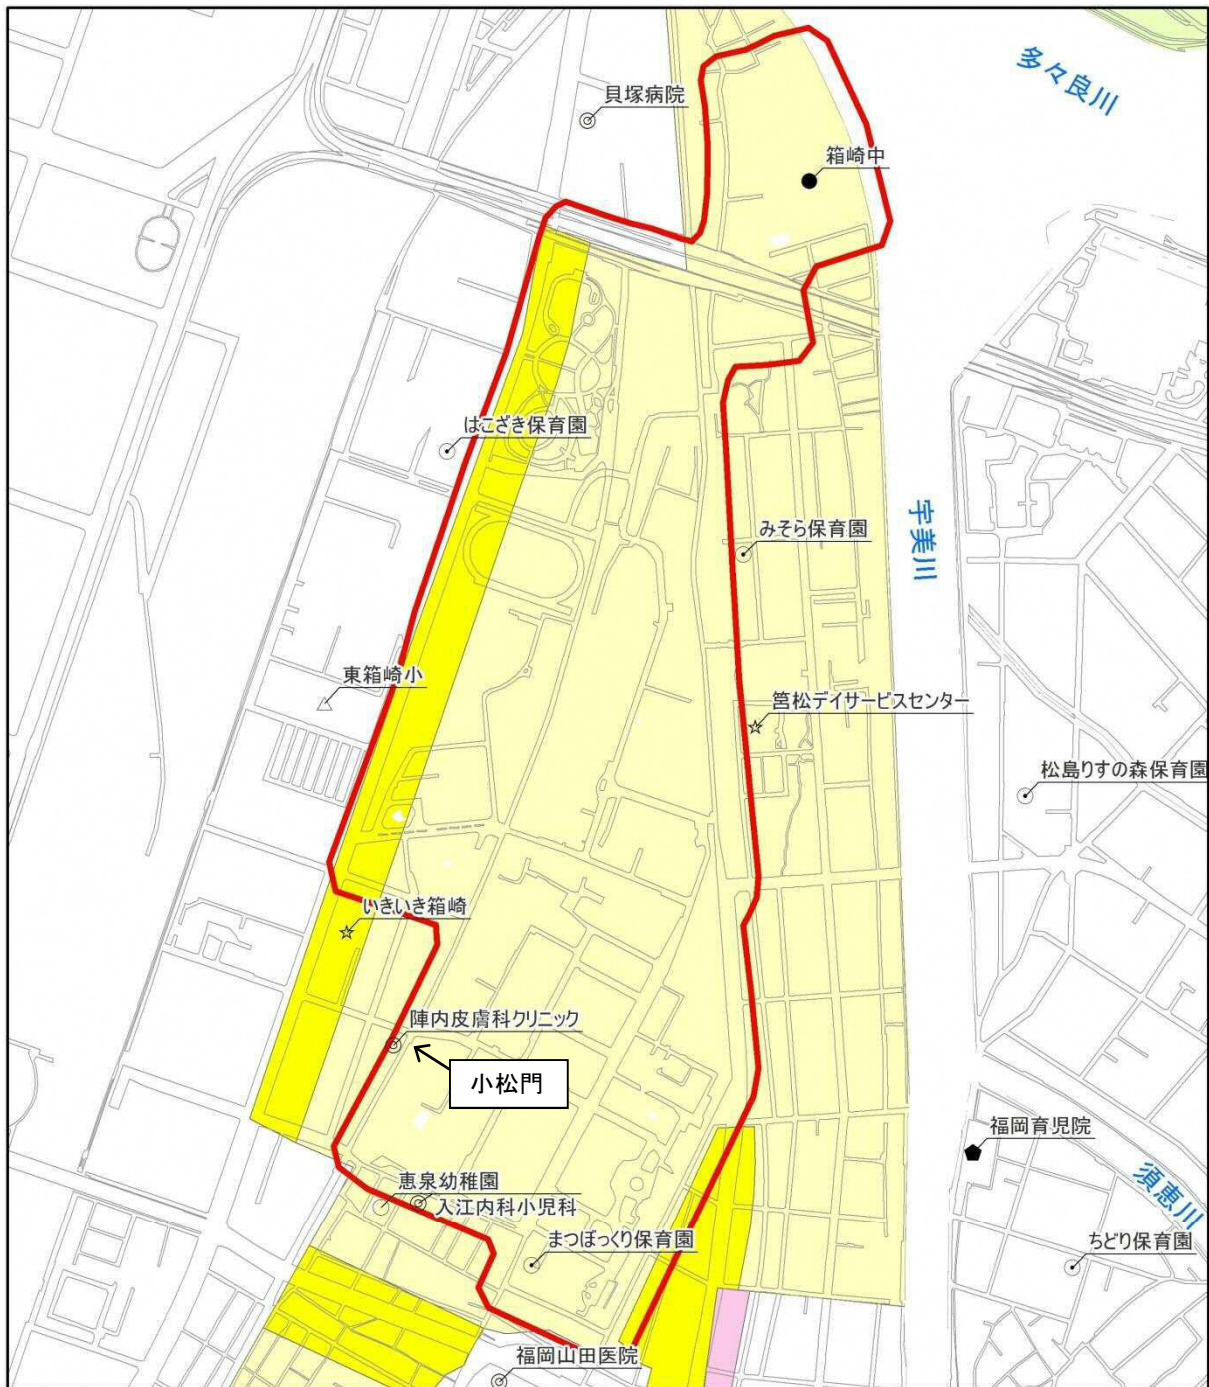 多々良川
貝塚病院
箱崎中
はこざき保育園
宇美川
みそら保育園
東箱崎小
筥松デイサービスセンター
松島りすの森保育園
いきいき箱崎
陣内皮膚科クリニック
小松門
福岡育児院
須恵川
恵泉幼稚園
入江内科小児科
まつぼっくり保育園
ちどり保育園
福岡山田医院